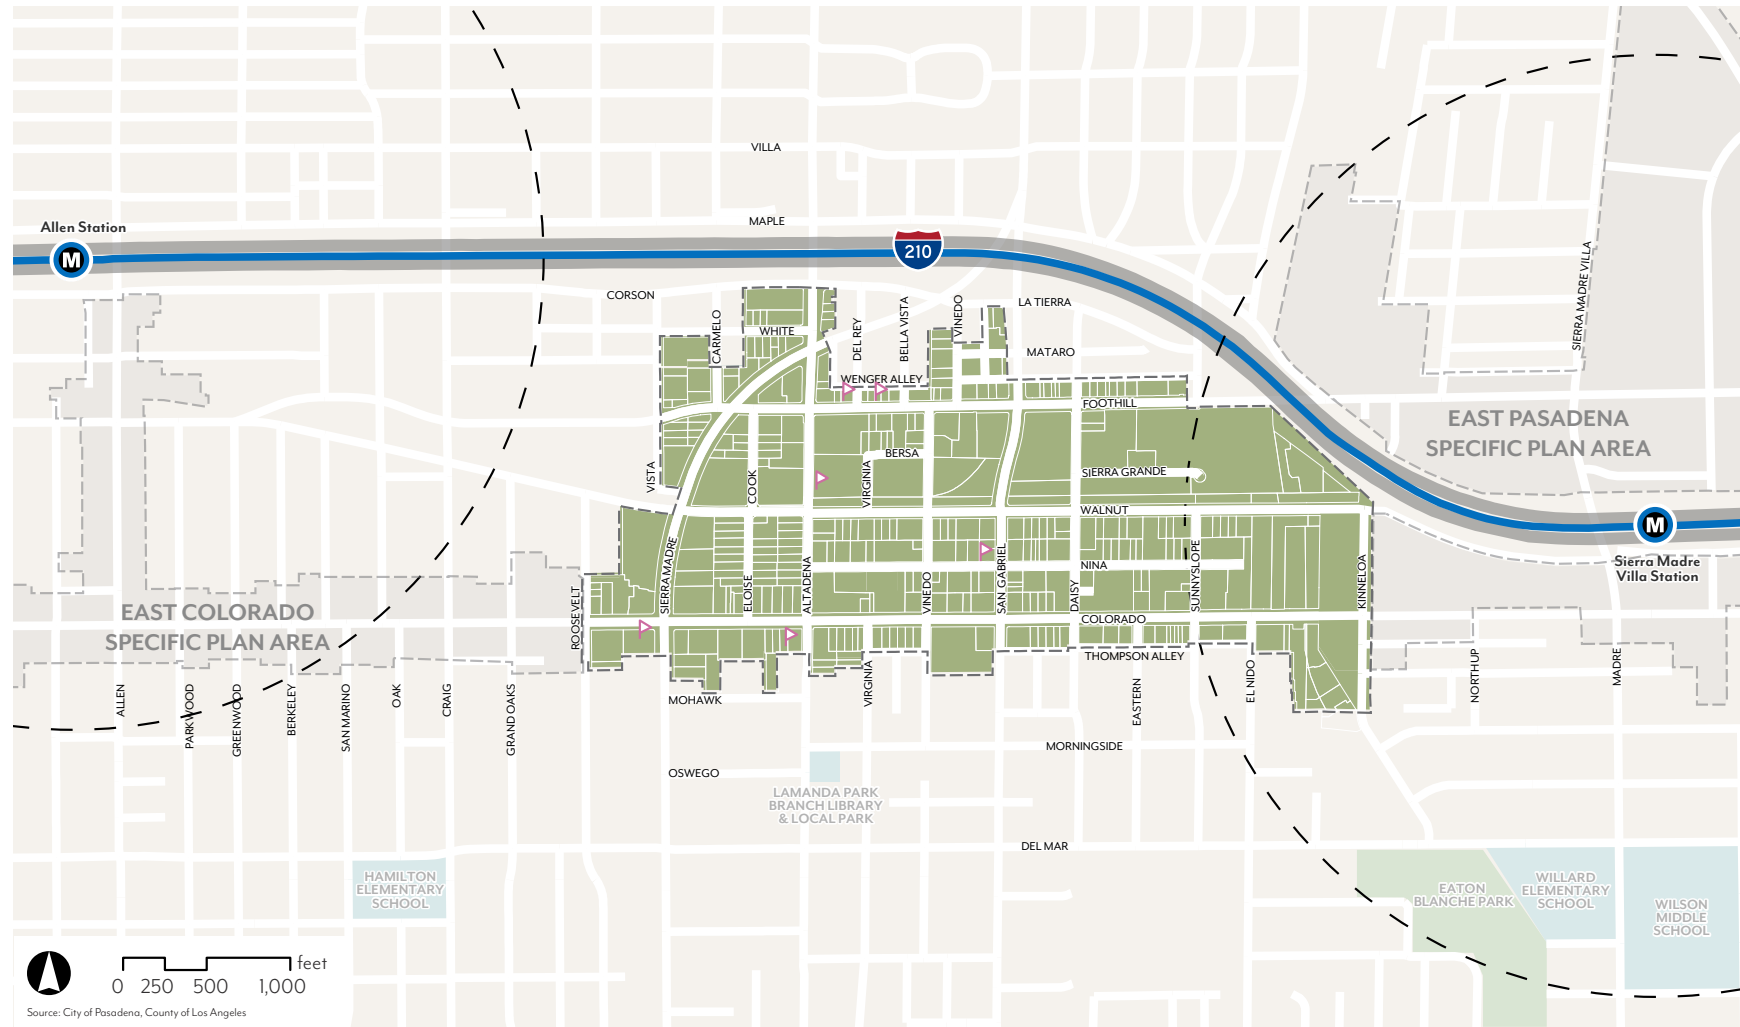 VILLA
MAPLE
Allen Station
M
210
SIERRA MADRE VILLA
CORSON
CARMELO
WHITE
DEL REY
BELLA VISTA
VINEDO
LA TIERRA
MATARO
WENGER ALLEY
FOOTHILL
EAST PASADENA
SPECIFIC PLAN AREA
BERSA
VISTA
COOK
VIRGINIA
SIERRA GRANDE
WALNUT
M
Sierra Madre
Villa Station
SIERRA MADRE
ELOISE
ALTADENA
VINEDO
SAN GABRIEL
NINA
DAISY
SUNNYSLOPE
KINNELOA
EAST COLORADO
SPECIFIC PLAN AREA
ROOSEVELT
COLORADO
THOMPSON ALLEY
ALLEN
PARKWOOD
GREENWOOD
BERKELEY
SAN MARINO
OAK
CRAIG
GRAND OAKS
MOHAWK
VIRGINIA
EASTERN
EL NIDO
NORTHUP
MADRE
MORNINGSIDE
OSWEGO
LAMANDA PARK
BRANCH LIBRARY
& LOCAL PARK
DEL MAR
HAMILTON
ELEMENTARY
SCHOOL
EATON
BLANCHE PARK
WILLARD
ELEMENTARY
SCHOOL
WILSON
MIDDLE
SCHOOL
feet
0 250 500 1,000
Source: City of Pasadena, County of Los Angeles